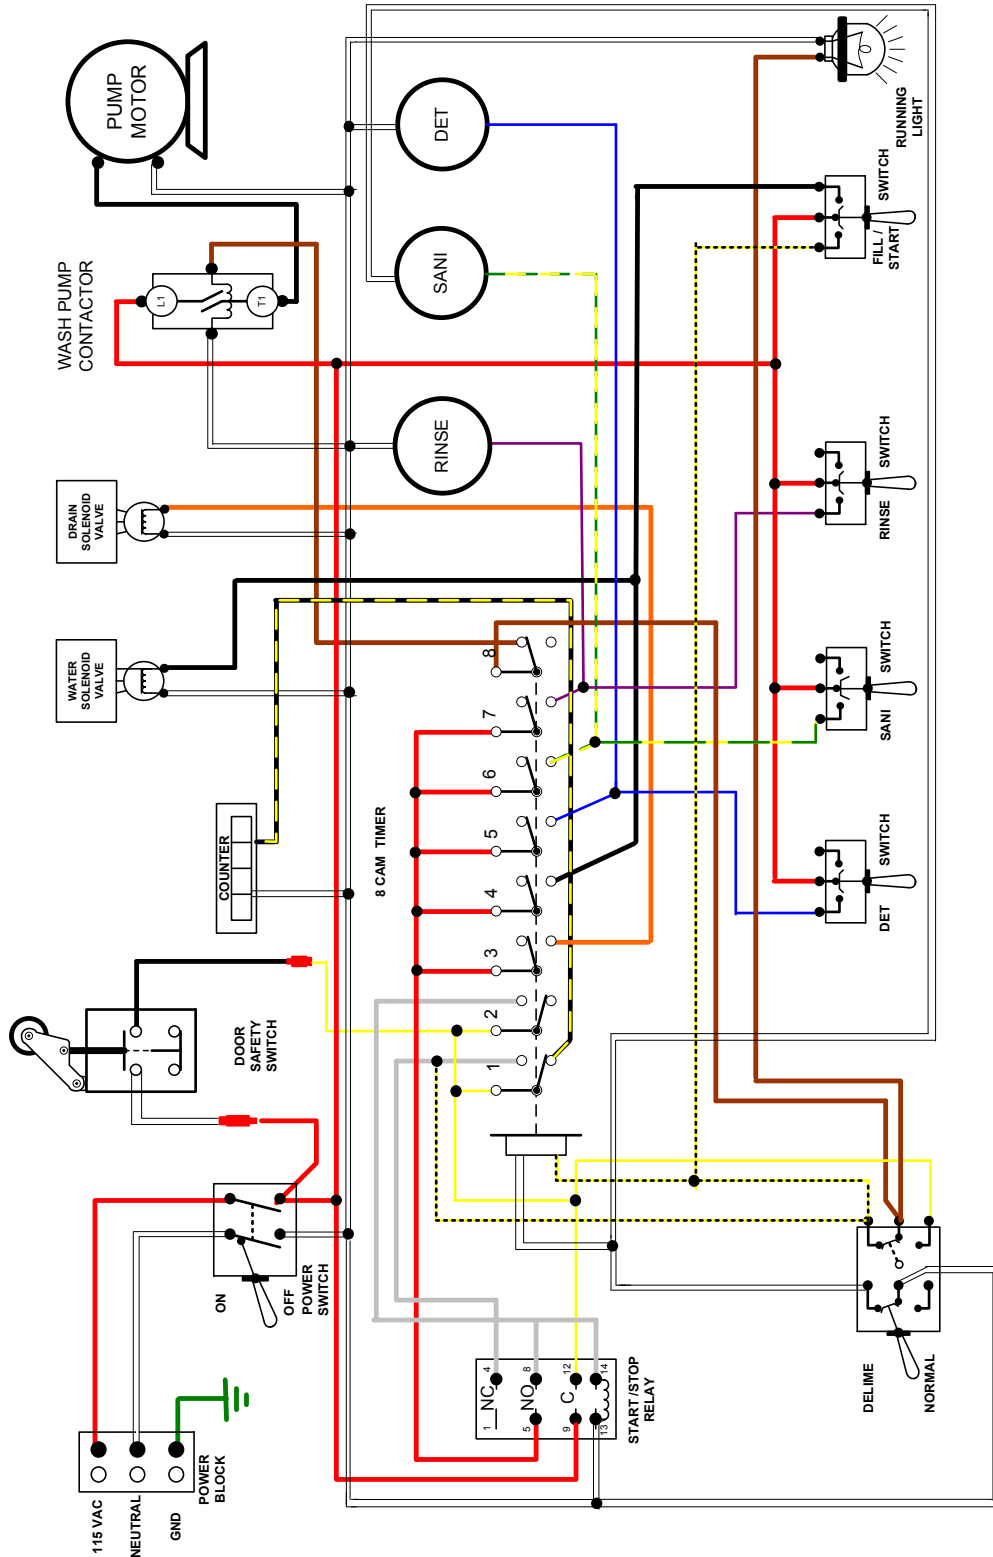 115 VAC
NEUTRAL
GND
POWER
BLOCK
ON
OFF
POWER
SWITCH
DOOR
SAFETY
SWITCH
COUNTER
WATER
SOLENOID
VALVE
DRAIN
SOLENOID
VALVE
WASH PUMP
CONTACTOR
L1
T1
PUMP
MOTOR
START/STOP
RELAY
1
NC
4
5
NO
8
9
C
12
13
14
8 CAM TIMER
1
2
3
4
5
6
7
8
RINSE
SANI
DET
DELIME
NORMAL
DET
SWITCH
SANI
SWITCH
RINSE
SWITCH
FILL /
START
SWITCH
RUNNING
LIGHT